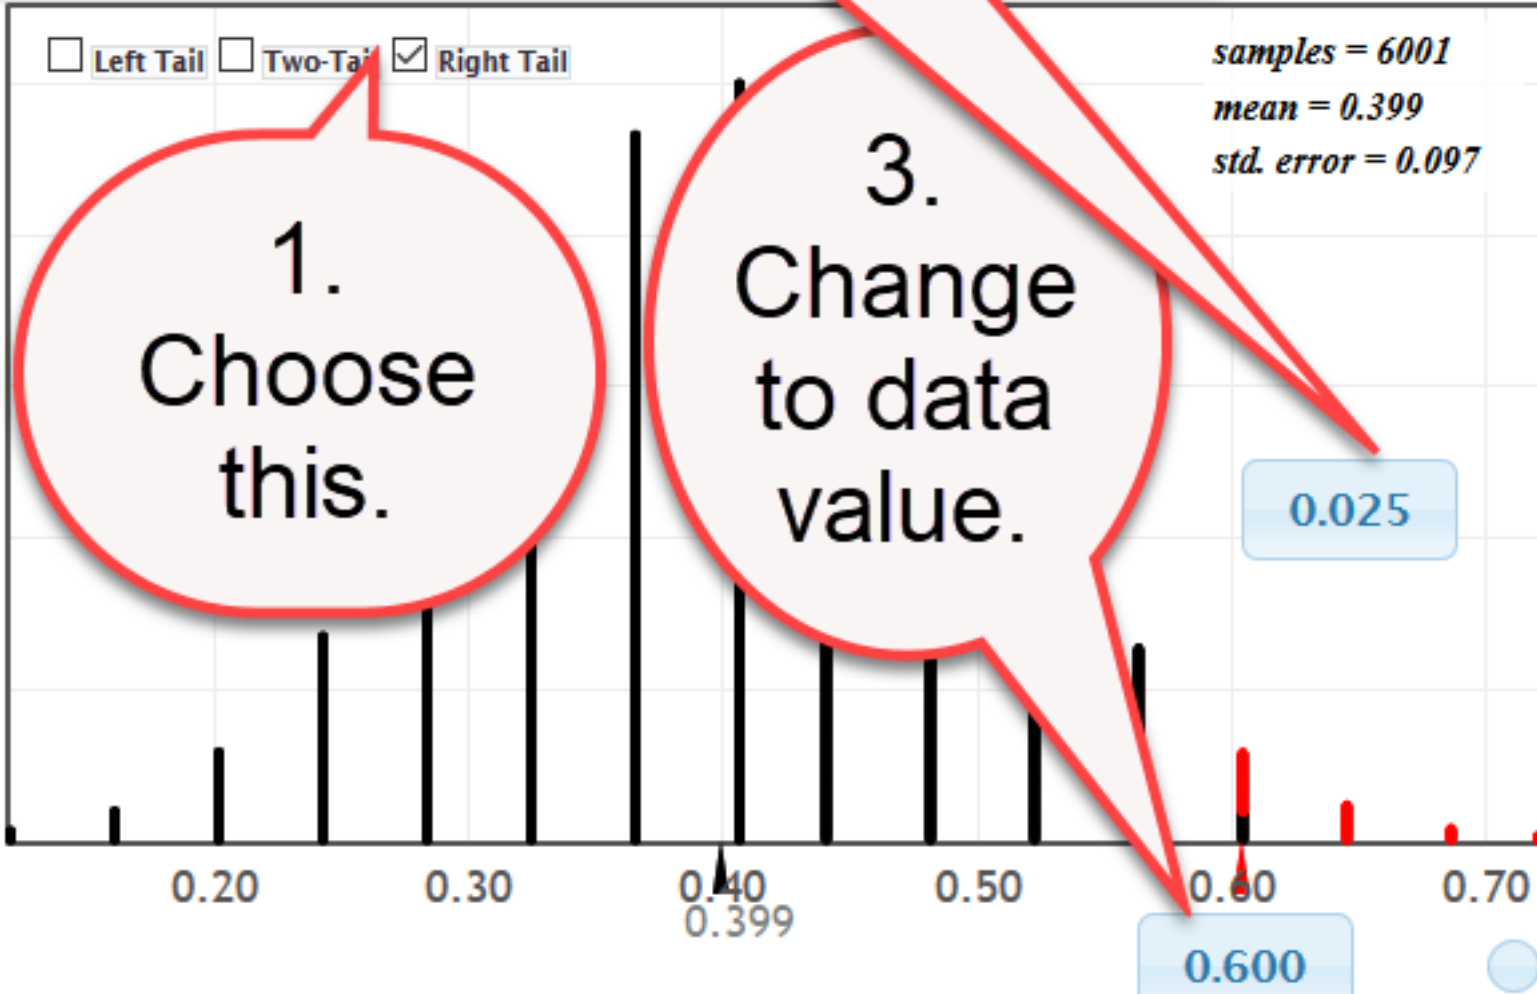 Left Tail Two-Tai Right Tail
samples = 6001
mean = 0.399
std. error = 0.097
1.
Choose
this.
3.
Change
to data
value.
0.025
0.20 0.30 0.40 0.50 0.60 0.70
0.399
0.600